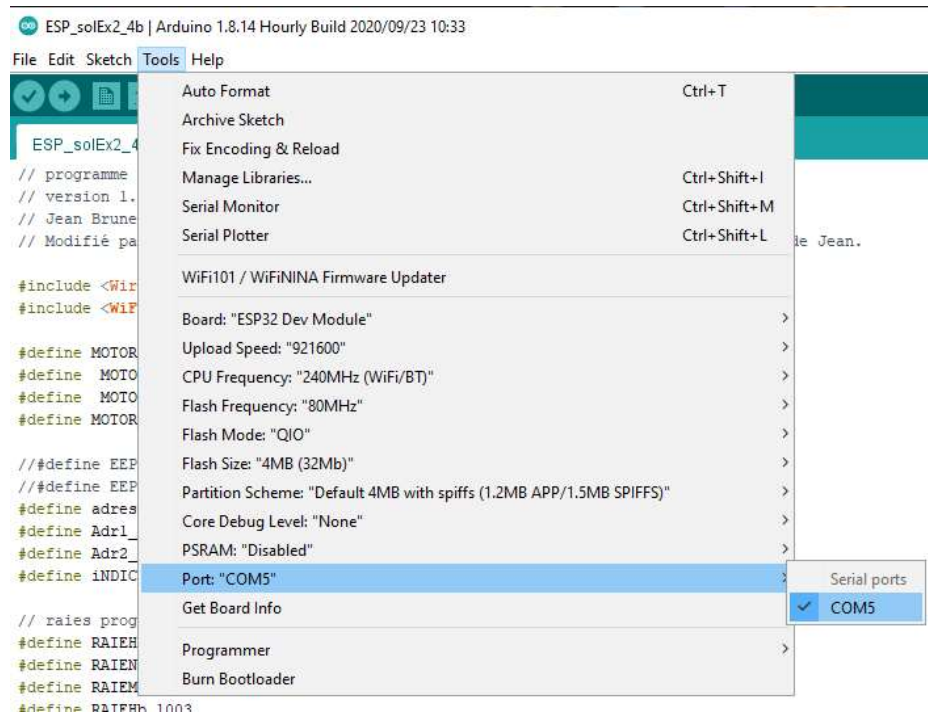 ESP_solEx2_4b | Arduino 1.8.14 Hourly Build 2020/09/23 10:33
File Edit Sketch Tools Help
ESP_solEx2_4
// programme
// version 1.
// Jean Brune
// Modifié pa
de Jean.
#include <Wir
#include <WiF
#define MOTOR
#define MOTO
#define MOTO
#define MOTOR
//#define EEP
//#define EEP
#define adres
#define Adr1_
#define Adr2_
#define iNDIC
// raies prog
#define RAIEH
#define RAIEN
#define RAIEM
#define RAIEHb 1003
Auto Format Ctrl+T
Archive Sketch
Fix Encoding & Reload
Manage Libraries... Ctrl+Shift+I
Serial Monitor Ctrl+Shift+M
Serial Plotter Ctrl+Shift+L
WiFi101 / WiFiNINA Firmware Updater
Board: "ESP32 Dev Module"
Upload Speed: "921600"
CPU Frequency: "240MHz (WiFi/BT)"
Flash Frequency: "80MHz"
Flash Mode: "QIO"
Flash Size: "4MB (32Mb)"
Partition Scheme: "Default 4MB with spiffs (1.2MB APP/1.5MB SPIFFS)"
Core Debug Level: "None"
PSRAM: "Disabled"
Port: "COM5"
Get Board Info
Programmer
Burn Bootloader
Serial ports
COM5